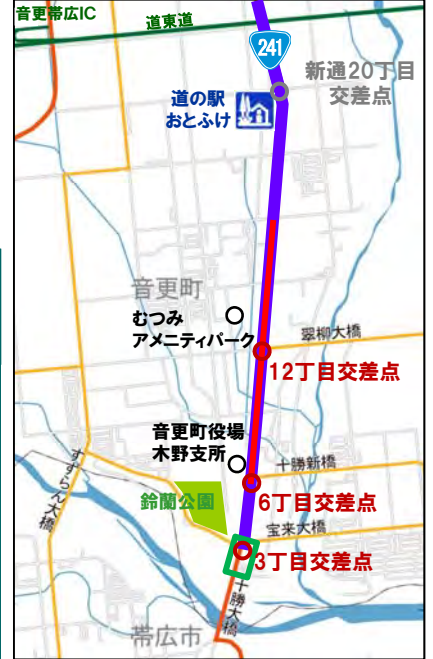 音更帯広IC
道東道
241
新通20丁目
交差点
道の駅
おとふけ
音更町
むつみ
アメニティパーク
翠柳大橋
12丁目交差点
音更町役場
木野支所
十勝新橋
すずらん大橋
鈴蘭公園
6丁目交差点
宝来大橋
3丁目交差点
十勝大橋
帯広市